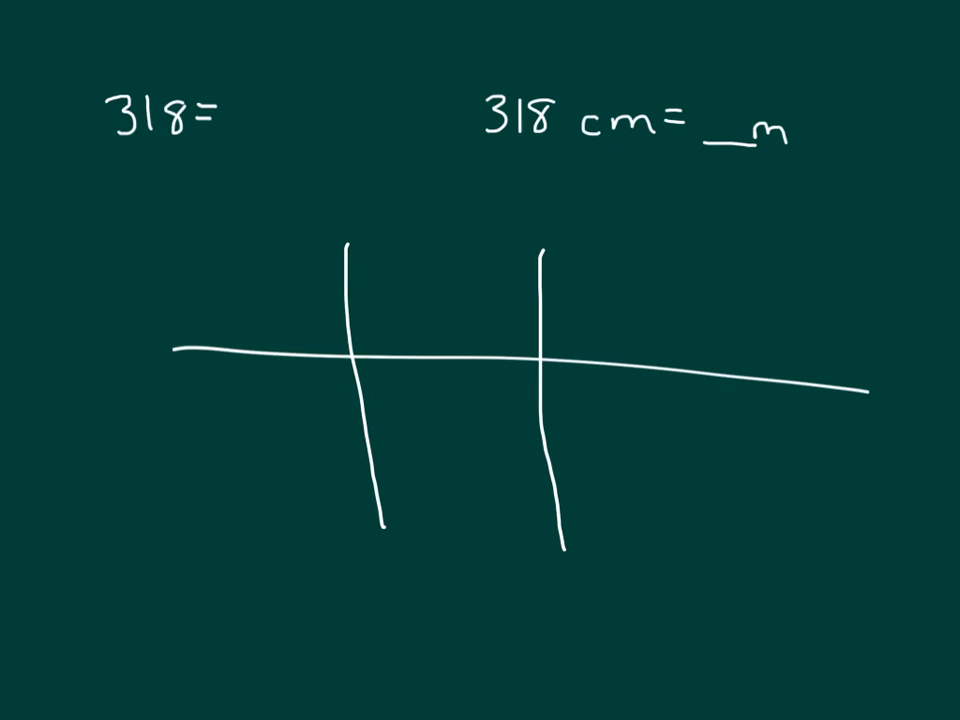 318= 318 cm = __m